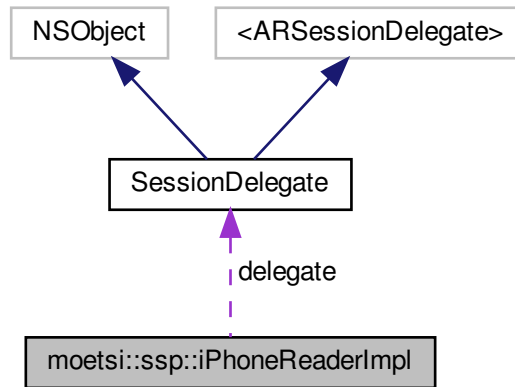 NSObject
<ARSessionDelegate>
SessionDelegate
delegate
moetsi::ssp::iPhoneReaderImpl